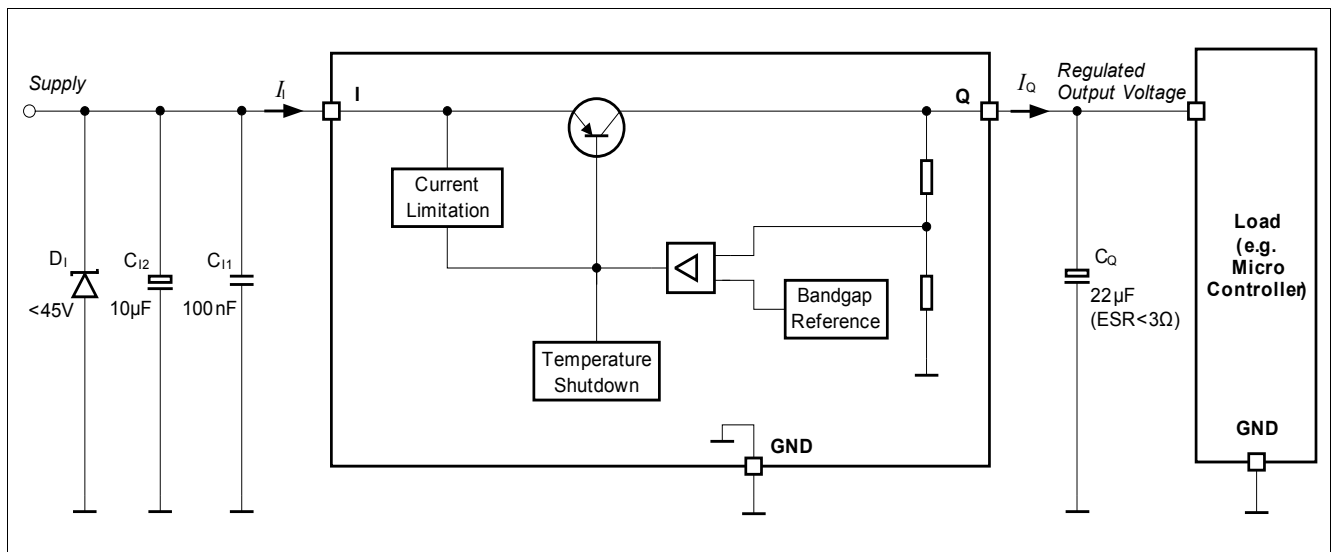 Supply
I_I
I
Q
I_Q
Regulated
Output Voltage
Current
Limitation
Load
(e.g.
Micro
Controller)
D_I
<45V
C_I2
10µF
C_I1
100nF
Bandgap
Reference
C_Q
22µF
(ESR<3Ω)
Temperature
Shutdown
GND
GND